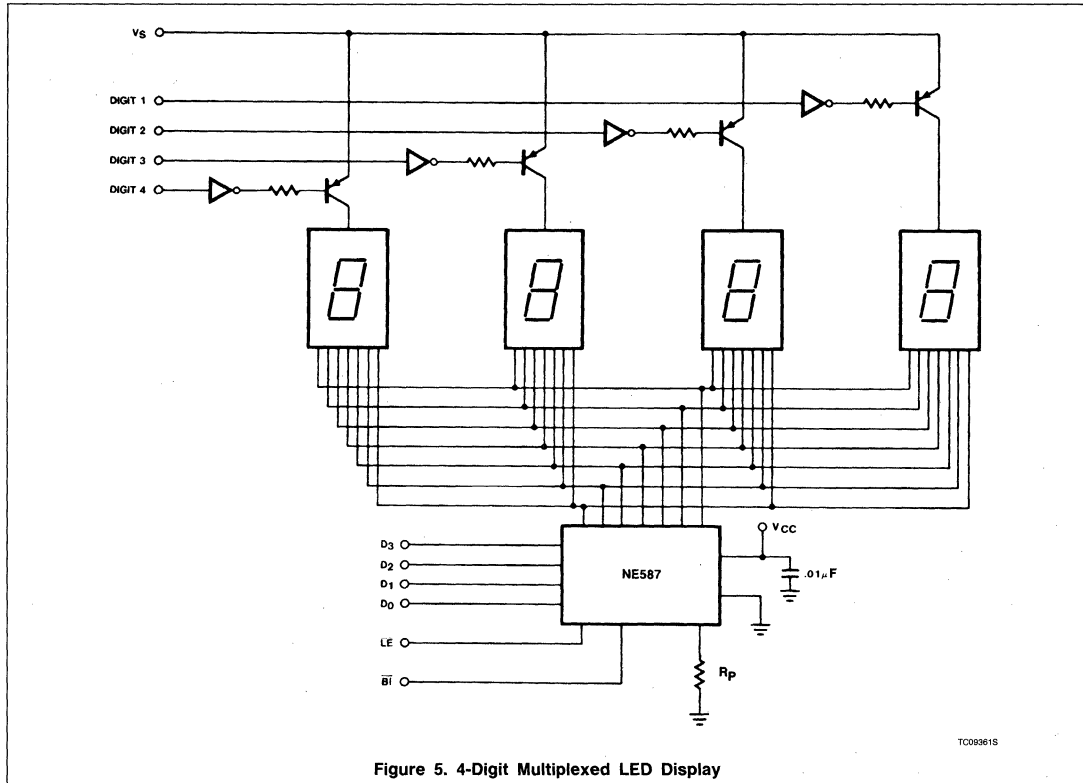 VS
DIGIT 1
DIGIT 2
DIGIT 3
DIGIT 4
VCC
D3
D2
D1
D0
NE587
.01µF
LE
BI
RP
TC09361S
Figure 5. 4-Digit Multiplexed LED Display